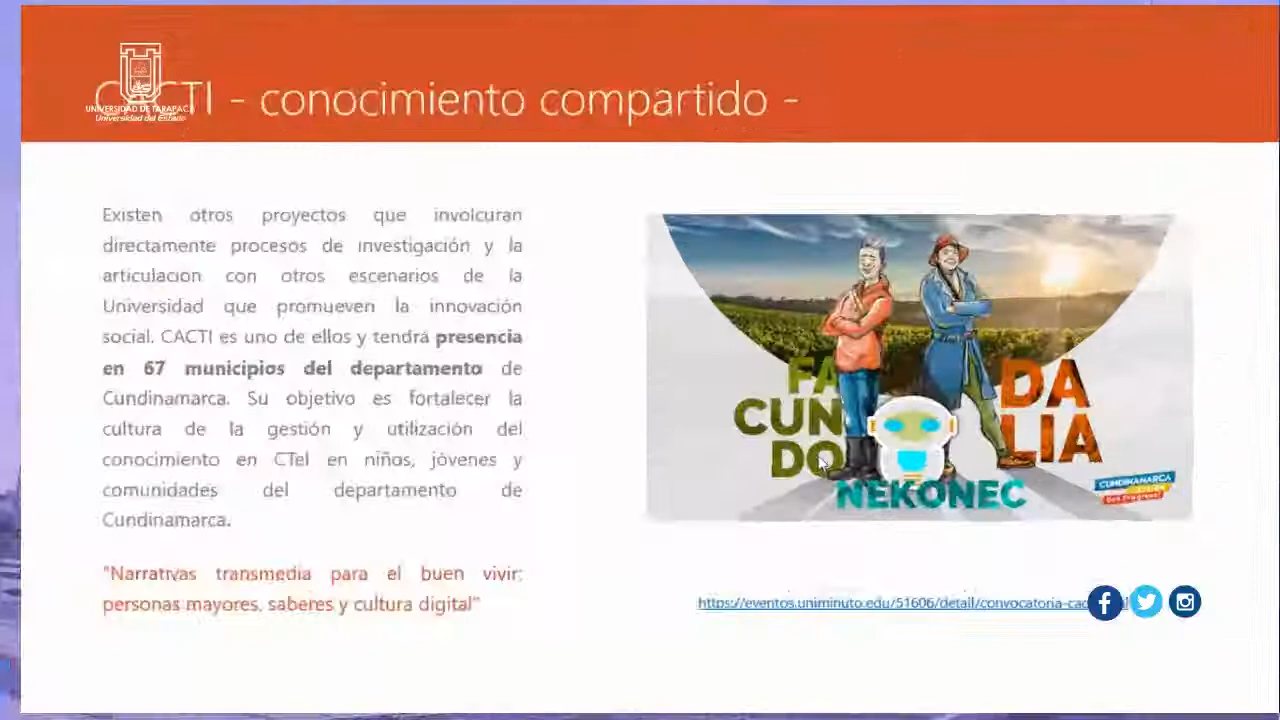 CACTI - conocimiento compartido -
UNIVERSIDAD DE TARAPACÁ
Universidad del Estado
Existen otros proyectos que involcuran
directamente procesos de investigación y la
articulacion con otros escenarios de la
Universidad que promueven la innovación
social. CACTI es uno de ellos y tendrá presencia
en 67 municipios del departamento de
Cundinamarca. Su objetivo es fortalecer la
cultura de la gestión y utilización del
conocimiento en CTeI en niños, jóvenes y
comunidades del departamento de
Cundinamarca.
"Narrativas transmedia para el buen vivir:
personas mayores, saberes y cultura digital"
FA
CUN
DO
DA
LIA
NEKONEC
CUNDINAMARCA
https://eventos.uniminuto.edu/51606/detail/convocatoria-cac